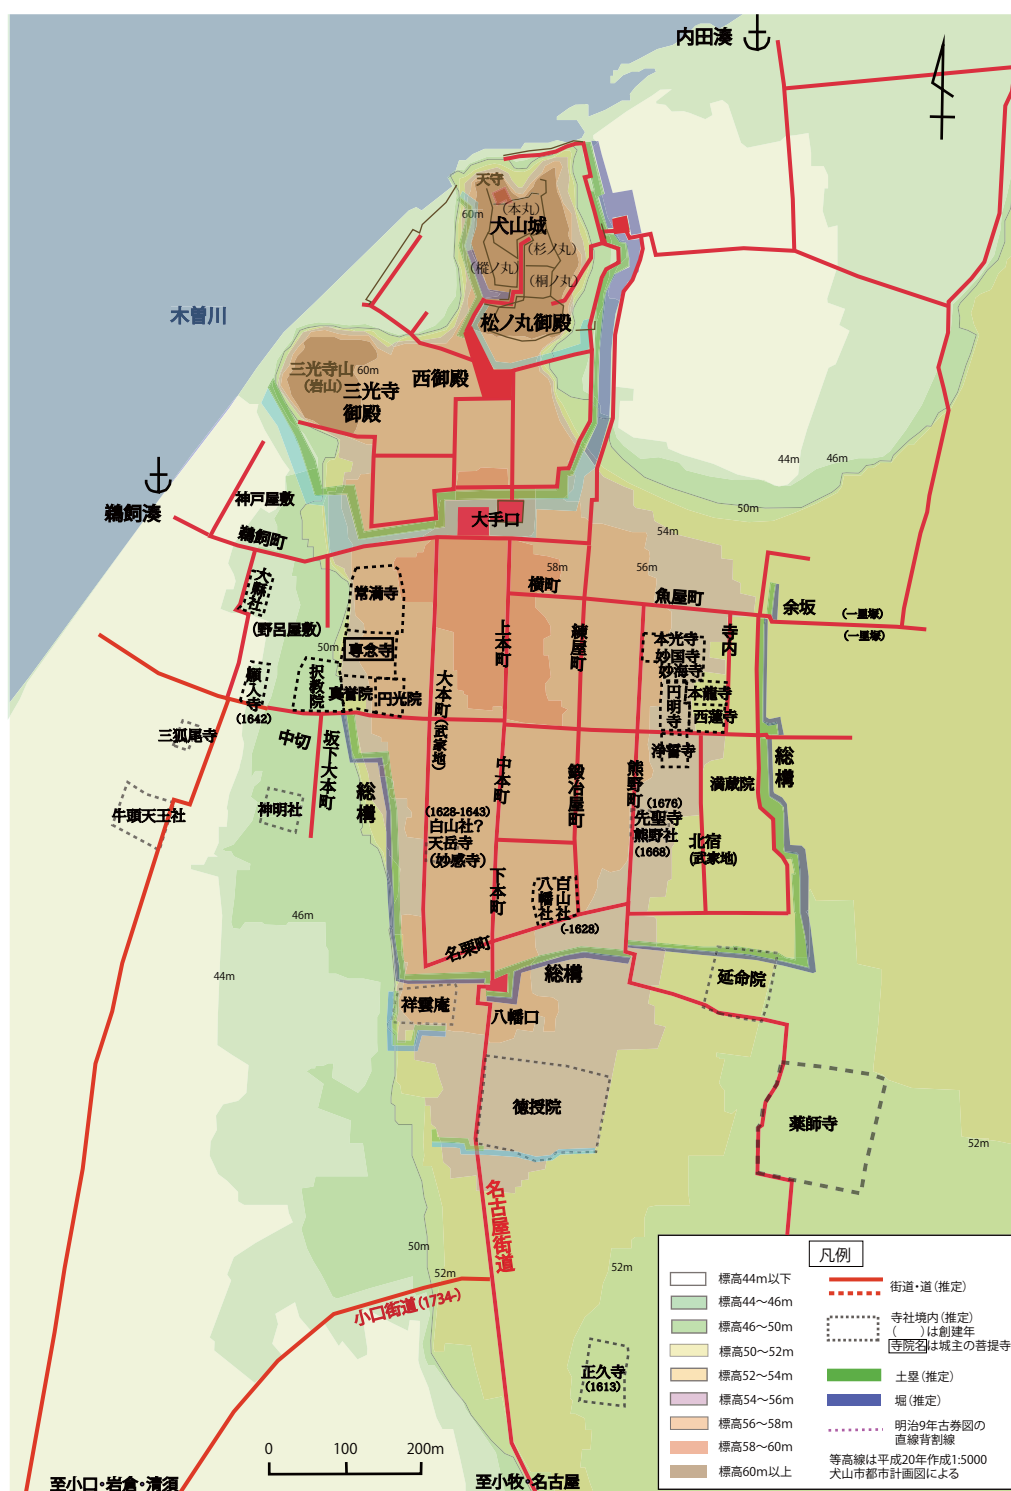 内田湊
天守
60m
(本丸)
犬山城
(杉ノ丸)
(樅ノ丸)
(桐ノ丸)
松ノ丸御殿
木曽川
三光寺山
(岩山)
60m
三光寺
御殿
西御殿
44m
46m
50m
鵜飼湊
神戸屋敷
鵜飼町
大手口
54m
58m
56m
横町
魚屋町
余坂
(一里塚)
(一里塚)
大縣社
常満寺
(野呂屋敷)
50m
専念寺
上本町
練屋町
本光寺
妙国寺
妙海寺
寺内
願入寺
(1642)
択教院
真誉院
円光院
大本町(武家地)
円明寺
本龍寺
西蓮寺
浄誓寺
三狐尾寺
中切
坂下大本町
総構
中本町
鍛冶屋町
熊野町
満蔵院
総構
牛頭天王社
神明社
(1628-1643)
白山社?
天岳寺
(妙感寺)
(1676)
先聖寺
熊野社
(1668)
北宿
(武家地)
下本町
白山社
八幡社
(-1628)
46m
44m
名栗町
総構
延命院
祥雲庵
八幡口
徳授院
薬師寺
52m
名古屋街道
50m
52m
52m
小口街道(1734-)
正久寺
(1613)
0 100 200m
至小口・岩倉・清須
至小牧・名古屋
凡例
標高44m以下
標高44〜46m
標高46〜50m
標高50〜52m
標高52〜54m
標高54〜56m
標高56〜58m
標高58〜60m
標高60m以上
街道・道(推定)
寺社境内(推定)
(　)は創建年
寺院名は城主の菩提寺
土塁(推定)
堀(推定)
明治9年古券図の
直線背割線
等高線は平成20年作成1:5000
犬山市都市計画図による